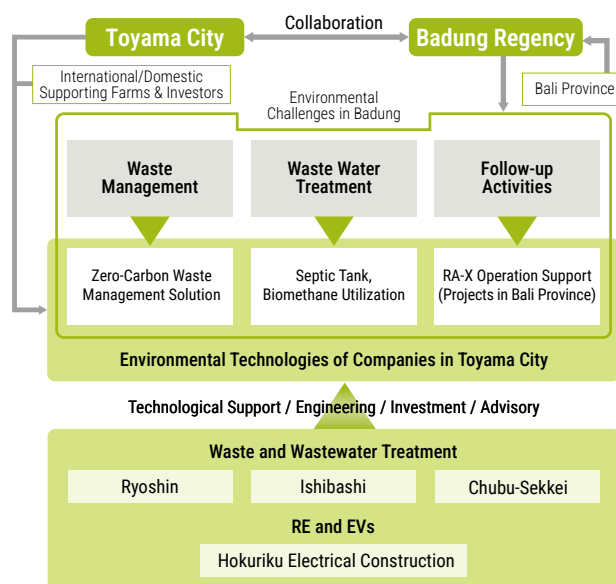 Toyama City
Collaboration
Badung Regency
International/Domestic
Supporting Farms & Investors
Bali Province
Environmental
Challenges in Badung
Waste
Management
Waste Water
Treatment
Follow-up
Activities
Zero-Carbon Waste
Management Solution
Septic Tank,
Biomethane Utilization
RA-X Operation Support
(Projects in Bali Province)
Environmental Technologies of Companies in Toyama City
Technological Support / Engineering / Investment / Advisory
Waste and Wastewater Treatment
Ryoshin
Ishibashi
Chubu-Sekkei
RE and EVs
Hokuriku Electrical Construction